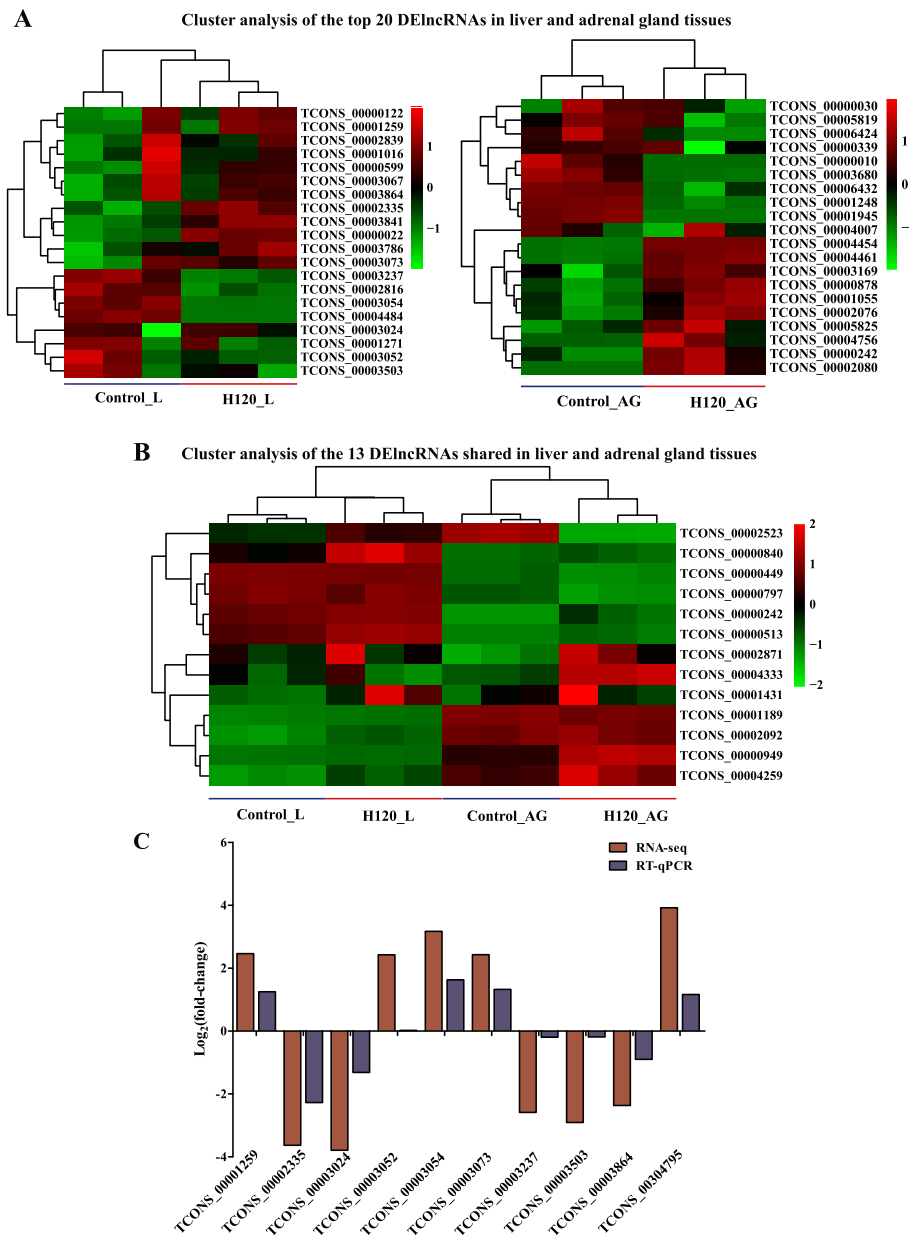 A
Cluster analysis of the top 20 DElncRNAs in liver and adrenal gland tissues
TCONS_00000122
TCONS_00001259
TCONS_00002839
TCONS_00001016
TCONS_00000599
TCONS_00003067
TCONS_00003864
TCONS_00002335
TCONS_00003841
TCONS_00000022
TCONS_00003786
TCONS_00003073
TCONS_00003237
TCONS_00002816
TCONS_00003054
TCONS_00004484
TCONS_00003024
TCONS_00001271
TCONS_00003052
TCONS_00003503
1
0
−1
Control_L
H120_L
TCONS_00000030
TCONS_00005819
TCONS_00006424
TCONS_00000339
TCONS_00000010
TCONS_00003680
TCONS_00006432
TCONS_00001248
TCONS_00001945
TCONS_00004007
TCONS_00004454
TCONS_00004461
TCONS_00003169
TCONS_00000878
TCONS_00001055
TCONS_00002076
TCONS_00005825
TCONS_00004756
TCONS_00000242
TCONS_00002080
1
0
−
Control_AG
H120_AG
B
Cluster analysis of the 13 DElncRNAs shared in liver and adrenal gland tissues
TCONS_00002523
TCONS_00000840
TCONS_00000449
TCONS_00000797
TCONS_00000242
TCONS_00000513
TCONS_00002871
TCONS_00004333
TCONS_00001431
TCONS_00001189
TCONS_00002092
TCONS_00000949
TCONS_00004259
2
1
0
−1
−2
Control_L
H120_L
Control_AG
H120_AG
C
RNA-seq
RT-qPCR
Log2(fold-change)
6
4
2
0
-2
-4
TCONS_00001259
TCONS_00002335
TCONS_00003024
TCONS_00003052
TCONS_00003054
TCONS_00003073
TCONS_00003237
TCONS_00003503
TCONS_00003864
TCONS_00304795